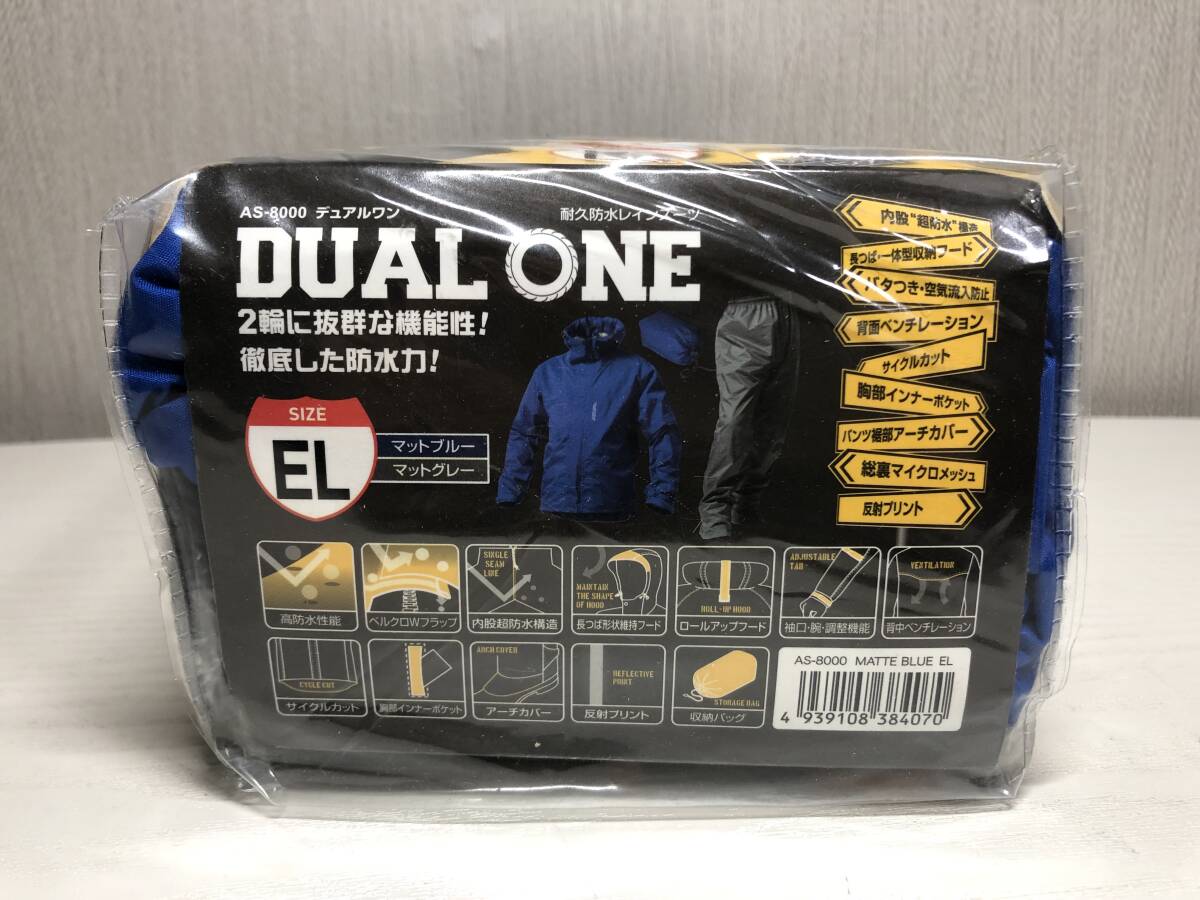 AS-8000 デュアルワン
耐久防水レインスーツ
DUAL ONE
2輪に抜群な機能性!
徹底した防水力!
SIZE
EL
マットブルー
マットグレー
内股"超防水"構造
長つば・一体型収納フード
バタつき・空気流入防止
背面ベンチレーション
サイクルカット
胸部インナーポケット
パンツ裾部アーチカバー
総裏マイクロメッシュ
反射プリント
高防水性能
ベルクロWフラップ
SINGLE
SEAM
LINE
内股超防水構造
MAINTAIN
THE SHAPE
OF HOOD
長つば形状維持フード
ROLL-UP HOOD
ロールアップフード
ADJUSTABLE
TAB
袖口・腕・調整機能
VENTILATION
背中ベンチレーション
CYCLE CUT
サイクルカット
胸部インナーポケット
ARCH COVER
アーチカバー
REFLECTIVE
POINT
反射プリント
STORAGE BAG
収納バッグ
AS-8000 MATTE BLUE EL
4 939108 384070